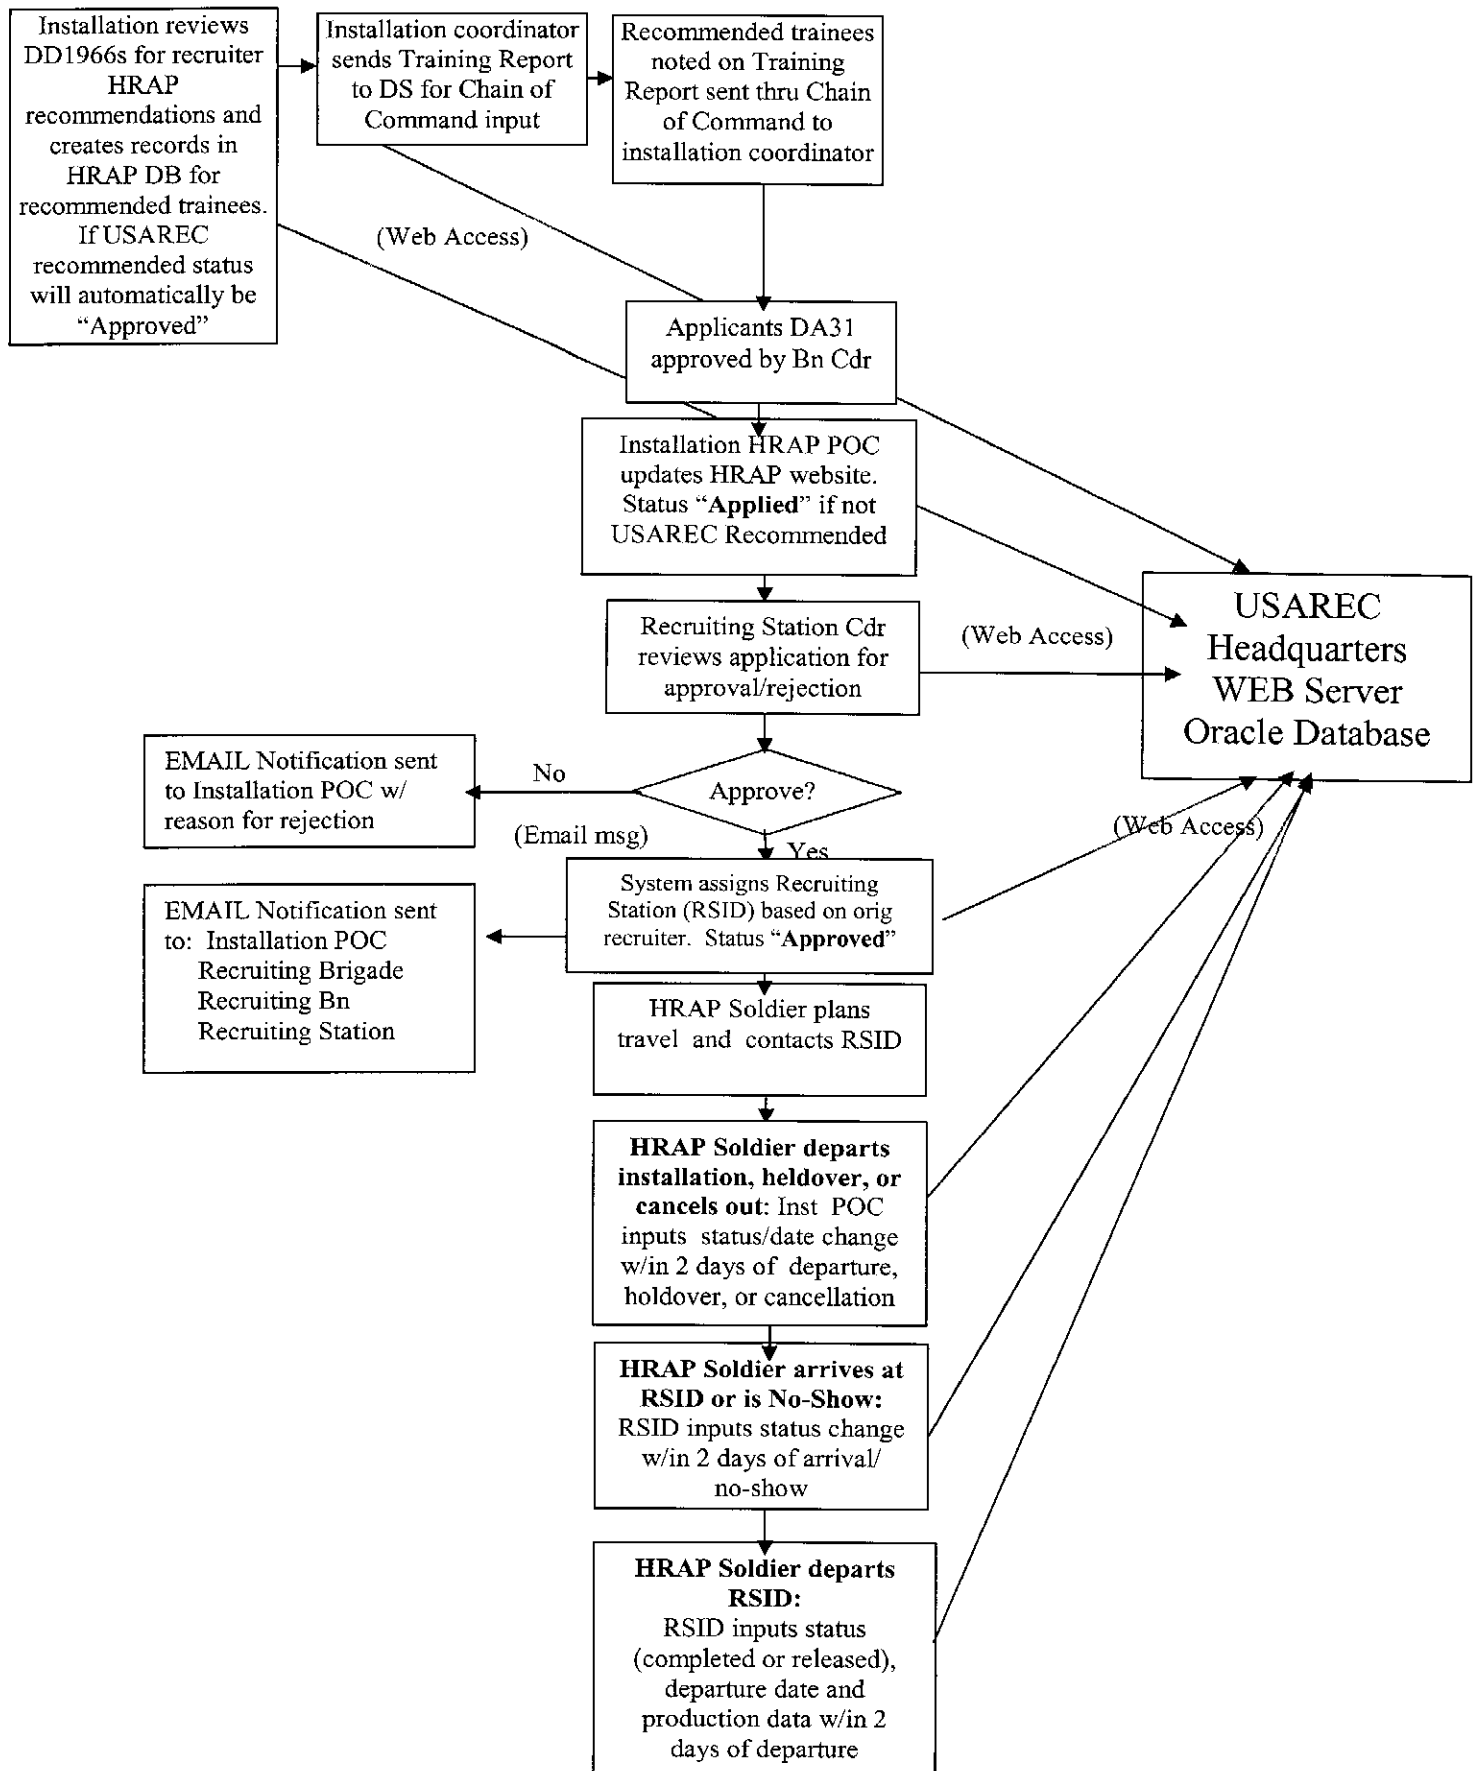 Installation reviews
DD1966s for recruiter
HRAP
recommendations and
creates records in
HRAP DB for
recommended trainees.
If USAREC
recommended status
will automatically be
“Approved”
Installation coordinator
sends Training Report
to DS for Chain of
Command input
Recommended trainees
noted on Training
Report sent thru Chain
of Command to
installation coordinator
(Web Access)
Applicants DA31
approved by Bn Cdr
Installation HRAP POC
updates HRAP website.
Status “Applied” if not
USAREC Recommended
Recruiting Station Cdr
reviews application for
approval/rejection
(Web Access)
USAREC
Headquarters
WEB Server
Oracle Database
EMAIL Notification sent
to Installation POC w/
reason for rejection
No
Approve?
(Email msg)
Yes
(Web Access)
System assigns Recruiting
Station (RSID) based on orig
recruiter. Status “Approved”
EMAIL Notification sent
to: Installation POC
Recruiting Brigade
Recruiting Bn
Recruiting Station
HRAP Soldier plans
travel and contacts RSID
HRAP Soldier departs
installation, heldover, or
cancels out: Inst POC
inputs status/date change
w/in 2 days of departure,
holdover, or cancellation
HRAP Soldier arrives at
RSID or is No-Show:
RSID inputs status change
w/in 2 days of arrival/
no-show
HRAP Soldier departs
RSID:
RSID inputs status
(completed or released),
departure date and
production data w/in 2
days of departure